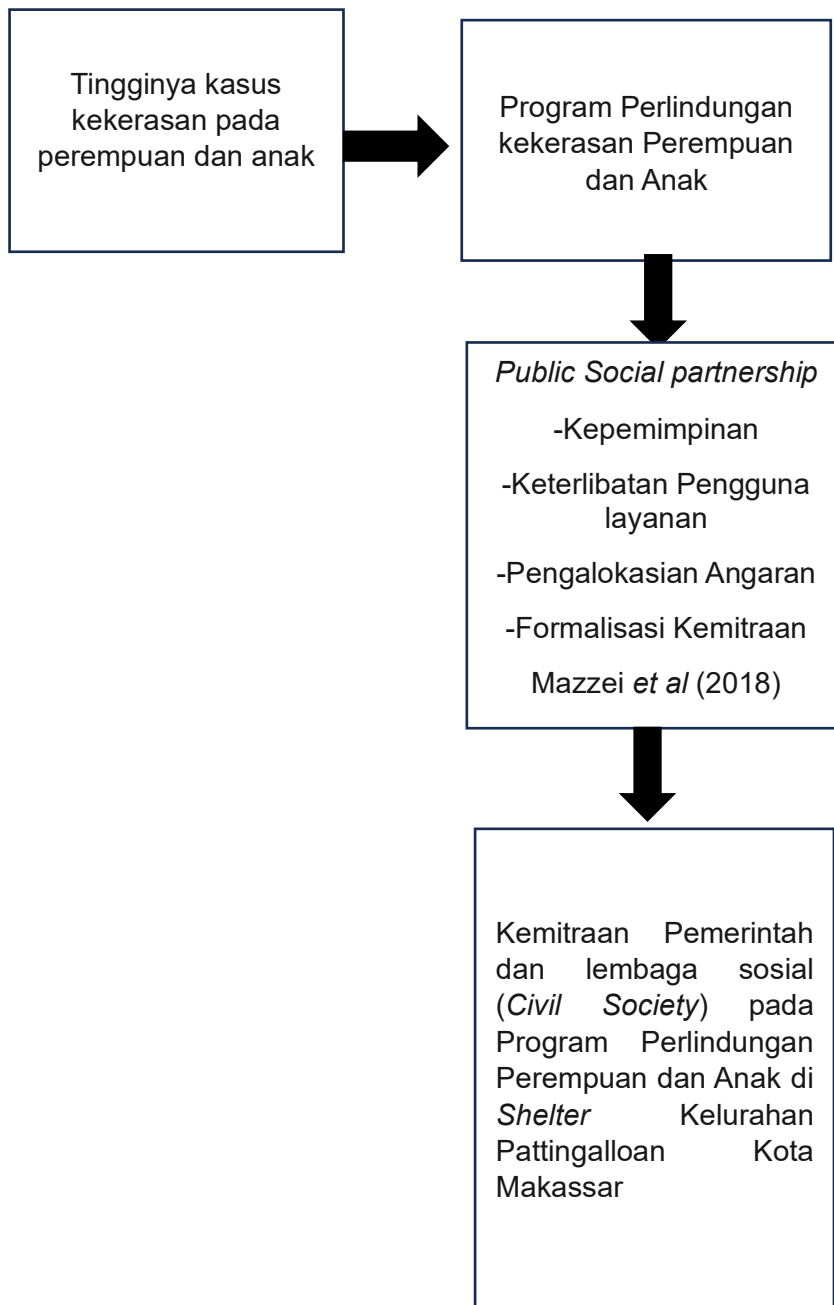 Tingginya kasus
kekerasan pada
perempuan dan anak
Program Perlindungan
kekerasan Perempuan
dan Anak
Public Social partnership
-Kepemimpinan
-Keterlibatan Pengguna
layanan
-Pengalokasian Angaran
-Formalisasi Kemitraan
Mazzei et al (2018)
Kemitraan Pemerintah
dan lembaga sosial
(Civil Society) pada
Program Perlindungan
Perempuan dan Anak di
Shelter Kelurahan
Pattingalloan Kota
Makassar